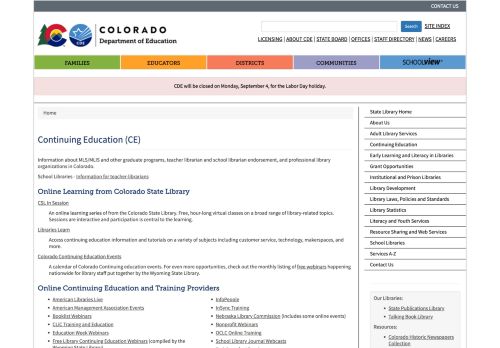 CONTACT US
COLORADO
Department of Education
CDE
Search
SITE INDEX
LICENSING | ABOUT CDE | STATE BOARD | OFFICES | STAFF DIRECTORY | NEWS | CAREERS
FAMILIES
EDUCATORS
DISTRICTS
COMMUNITIES
SCHOOLVIEW
CDE will be closed on Monday, September 4, for the Labor Day holiday.
Home
Continuing Education (CE)
Information about MLS/MLIS and other graduate programs, teacher librarian and school librarian endorsement, and professional library
organizations in Colorado.
School Libraries - Information for teacher librarians
Online Learning from Colorado State Library
CSL In Session
An online learning series of from the Colorado State Library. Free, hour-long virtual classes on a broad range of library-related topics.
Sessions are interactive and participation is central to the learning.
Libraries Learn
Access continuing education information and tutorials on a variety of subjects including customer service, technology, makerspaces, and
more.
Colorado Continuing Education Events
A calendar of Colorado Continuing education events. For even more opportunities, check out the monthly listing of free webinars happening
nationwide for library staff put together by the Wyoming State Library.
Online Continuing Education and Training Providers
American Libraries Live
American Management Association Events
Booklist Webinars
CLIC Training and Education
Education Week Webinars
Free Library Continuing Education Webinars (compiled by
InfoPeople
InSync Training
Nebraska Library Commission (includes some online events)
Nonprofit Webinars
OCLC Online Training
School Library Journal Webcasts
State Library Home
About Us
Adult Library Services
Continuing Education
Early Learning and Literacy in Libraries
Grant Opportunities
Institutional and Prison Libraries
Library Development
Library Laws, Policies and Standards
Library Statistics
Literacy and Youth Services
Resource Sharing and Web Services
School Libraries
Services A-Z
Contact Us
Our Libraries:
State Publications Library
Talking Book Library
Resources:
Colorado Historic Newspapers
Collection